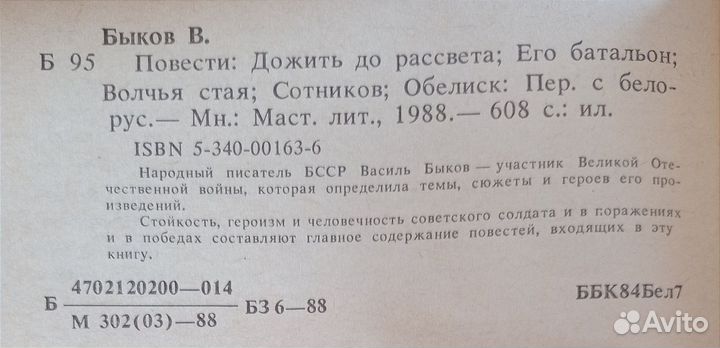 Быков В.
Б 95 Повести: Дожить до рассвета; Его батальон;
Волчья стая; Сотников; Обелиск: Пер. с бело-
рус.— Мн.: Маст. лит., 1988.— 608 с.: ил.
ISBN 5-340-00163-6
Народный писатель БССР Василь Быков — участник Великой Оте-
чественной войны, которая определила темы, сюжеты и героев его про-
изведений.
Стойкость, героизм и человечность советского солдата и в поражениях
и в победах составляют главное содержание повестей, входящих в эту
книгу.
Б 4702120200—014
М 302(03)—88 БЗ 6—88
ББК84Бел7
Avito